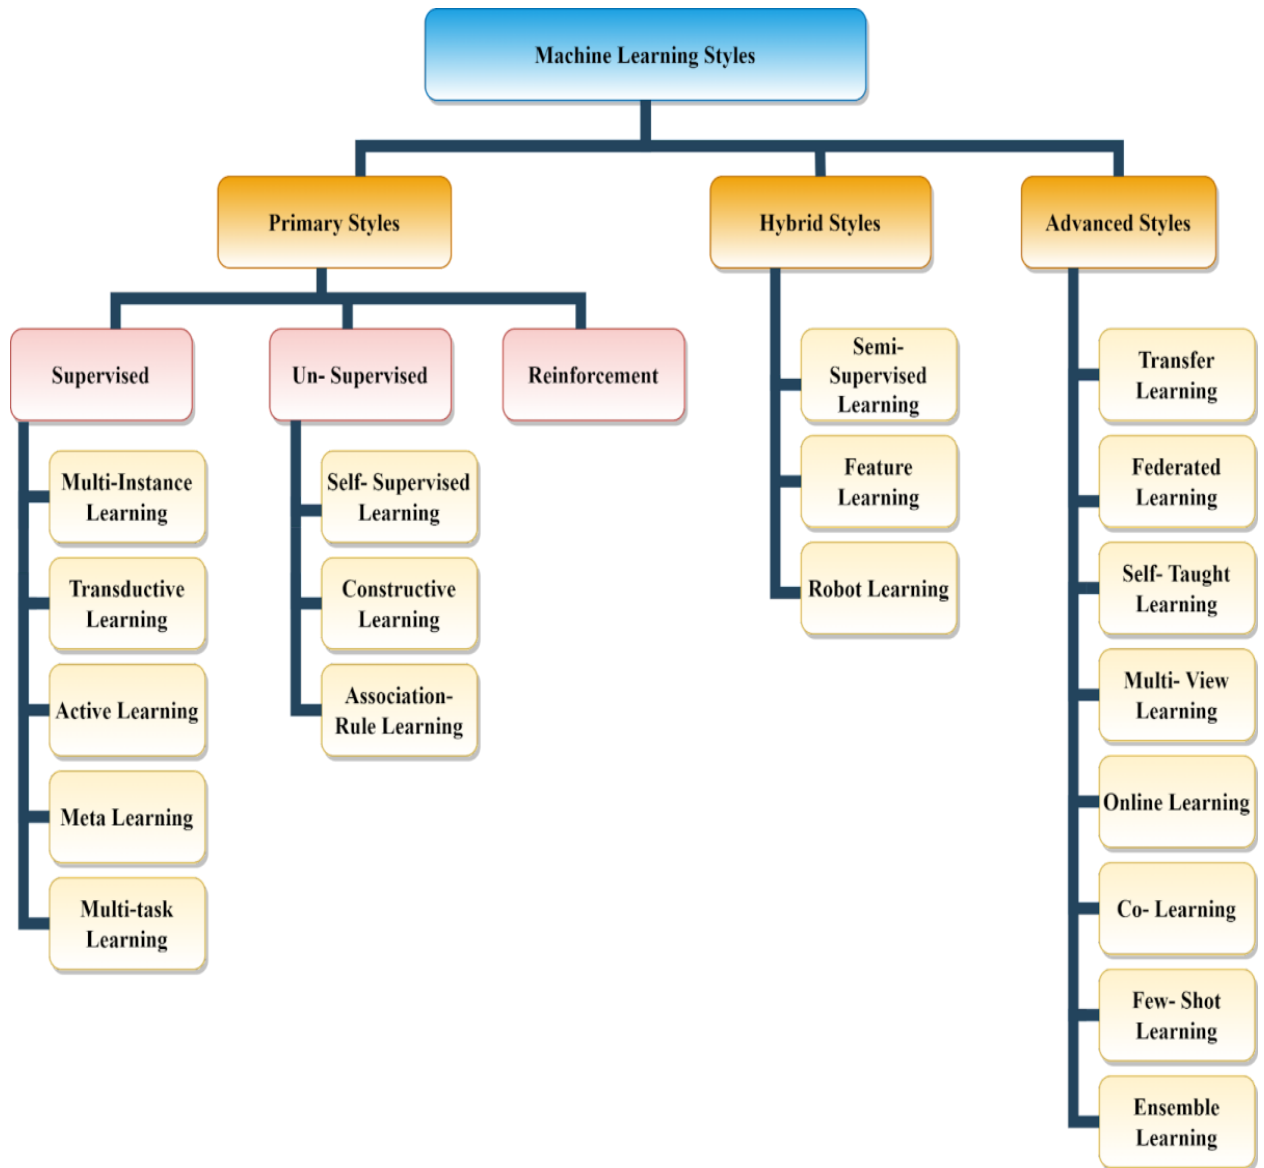 Machine Learning Styles
Primary Styles
Hybrid Styles
Advanced Styles
Supervised
Un- Supervised
Reinforcement
Multi-Instance
Learning
Transductive
Learning
Active Learning
Meta Learning
Multi-task
Learning
Self- Supervised
Learning
Constructive
Learning
Association-
Rule Learning
Semi-
Supervised
Learning
Feature
Learning
Robot Learning
Transfer
Learning
Federated
Learning
Self- Taught
Learning
Multi- View
Learning
Online Learning
Co- Learning
Few- Shot
Learning
Ensemble
Learning